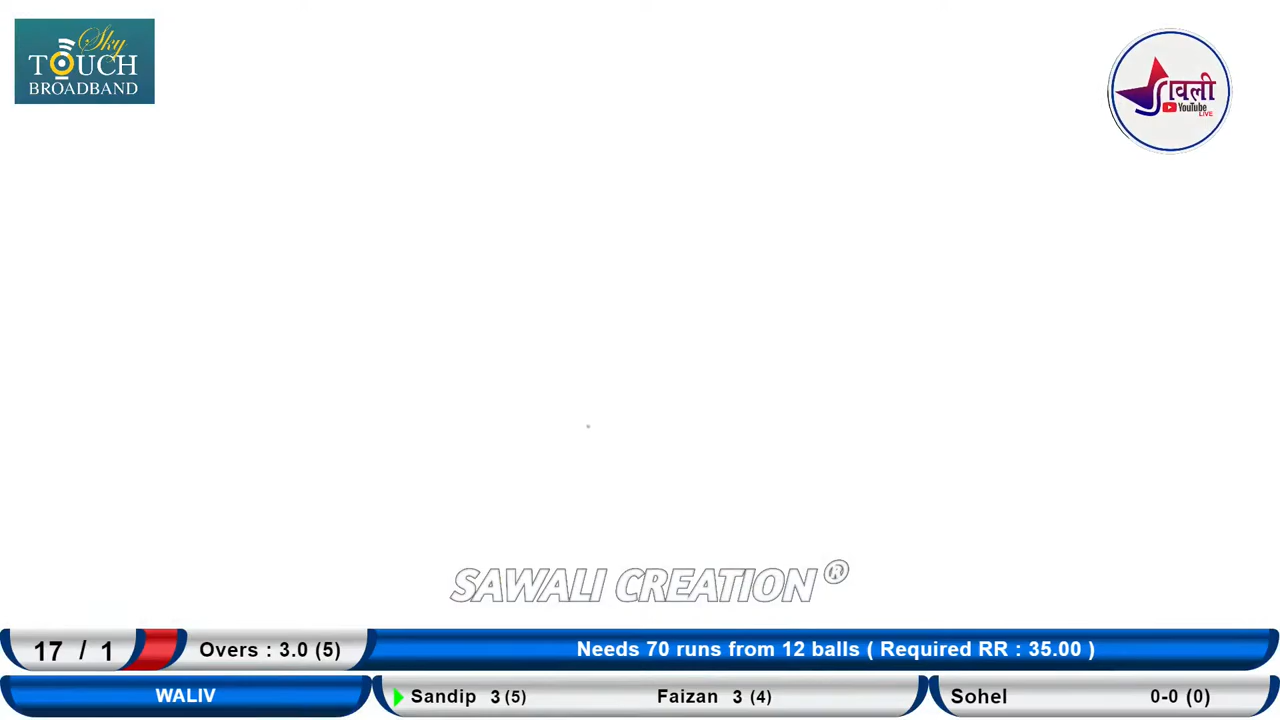 Sky
TOUCH
BROADBAND
ावली
YouTube
LIVE
SAWALI CREATION®
17 / 1
Overs : 3.0 (5)
Needs 70 runs from 12 balls ( Required RR : 35.00 )
WALIV
Sandip 3 (5)
Faizan 3 (4)
Sohel 0-0 (0)